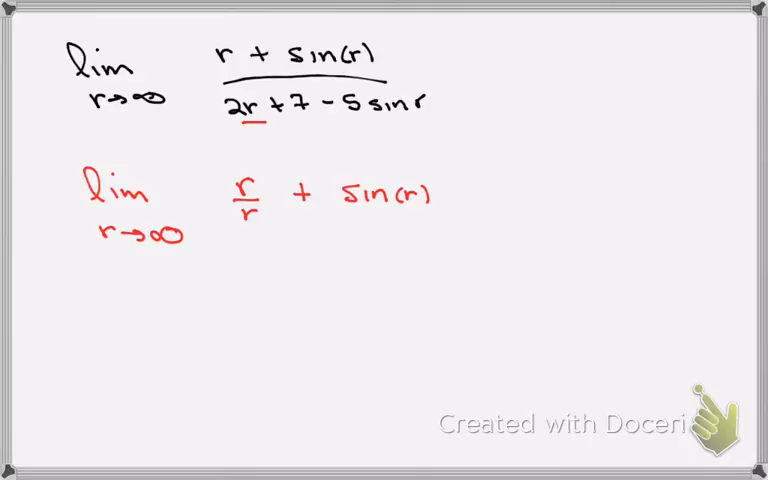 lim r→∞ (r + sin(r)) / (2r + 7 - 5 sin r)
lim r→∞ r/r + sin(r)
Created with Doceri